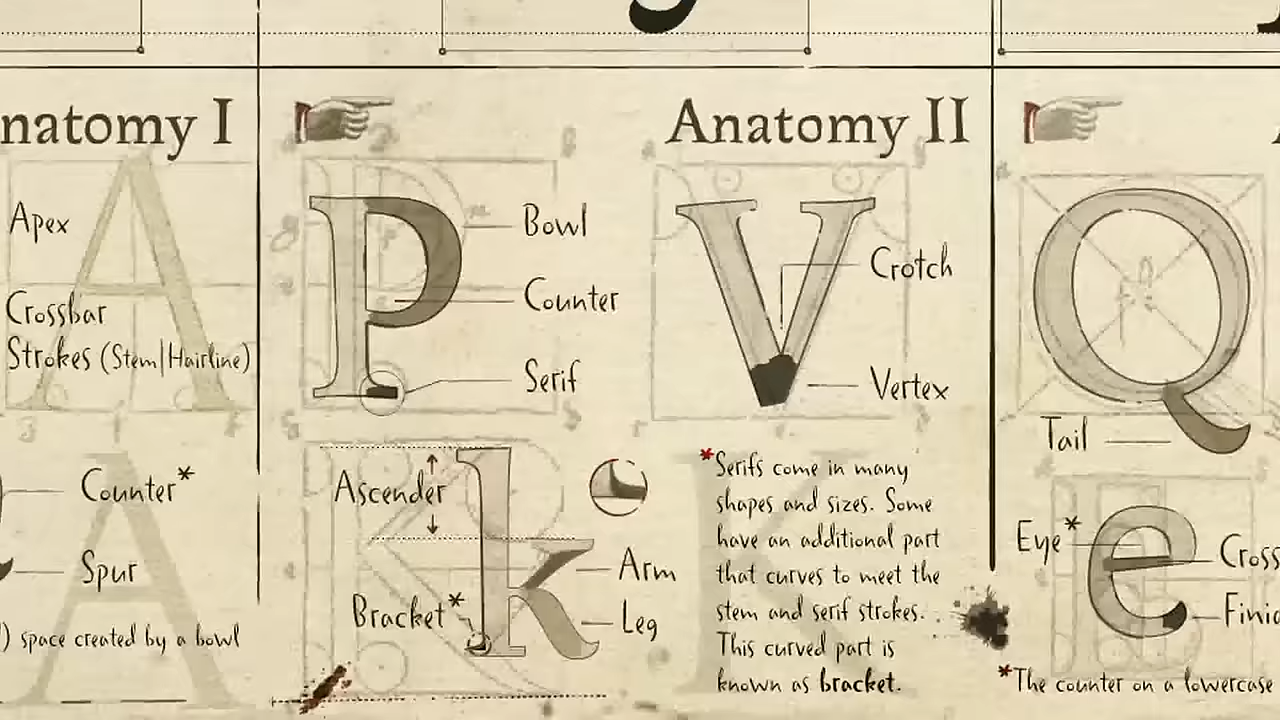 natomy I
Apex
Crossbar
Strokes (Stem|Hairline)
Counter*
Spur
) space created by a bowl
Anatomy II
P
Bowl
Counter
Serif
V
Crotch
Vertex
k
Ascender
Bracket*
Arm
Leg
*Serifs come in many
shapes and sizes. Some
have an additional part
that curves to meet the
stem and serif strokes.
This curved part is
known as bracket.
Q
Tail
e
Eye*
Cross
Finic
*The counter on a lowercase